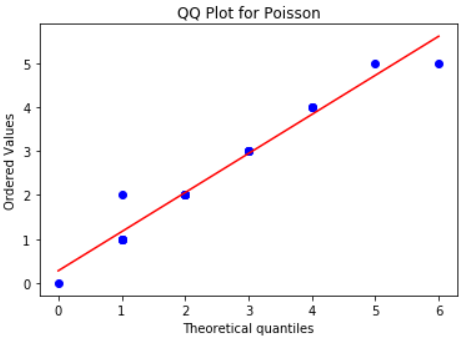 QQ Plot for Poisson
Ordered Values
5
4
3
2
1
0
0 1 2 3 4 5 6
Theoretical quantiles